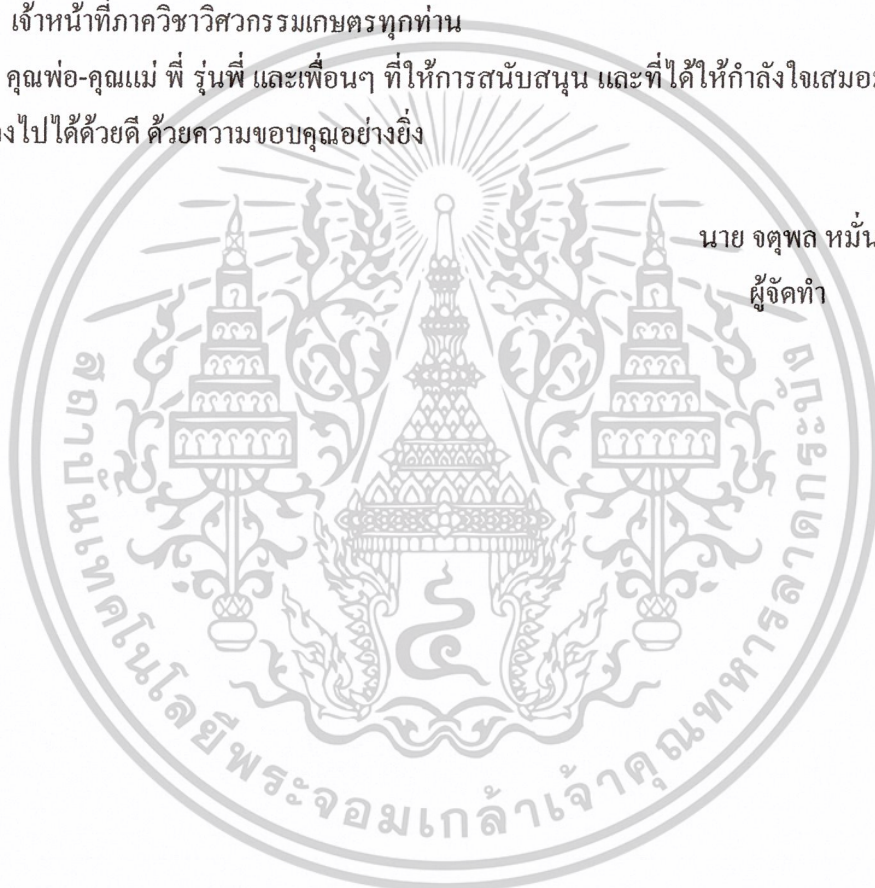 เจ้าหน้าที่ภาควิชาวิศวกรรมเกษตรทุกท่าน
คุณพ่อ-คุณแม่ พี่ รุ่นพี่ และเพื่อนๆ ที่ให้การสนับสนุน และที่ได้ให้กำลังใจเสมอ
ไปได้ด้วยดี ด้วยความขอบคุณอย่างยิ่ง
นาย จตุพล หมั่น
ผู้จัดทำ
สถาบันเทคโนโลยีพระจอมเกล้าเจ้าคุณทหารลาดกระบัง
๔